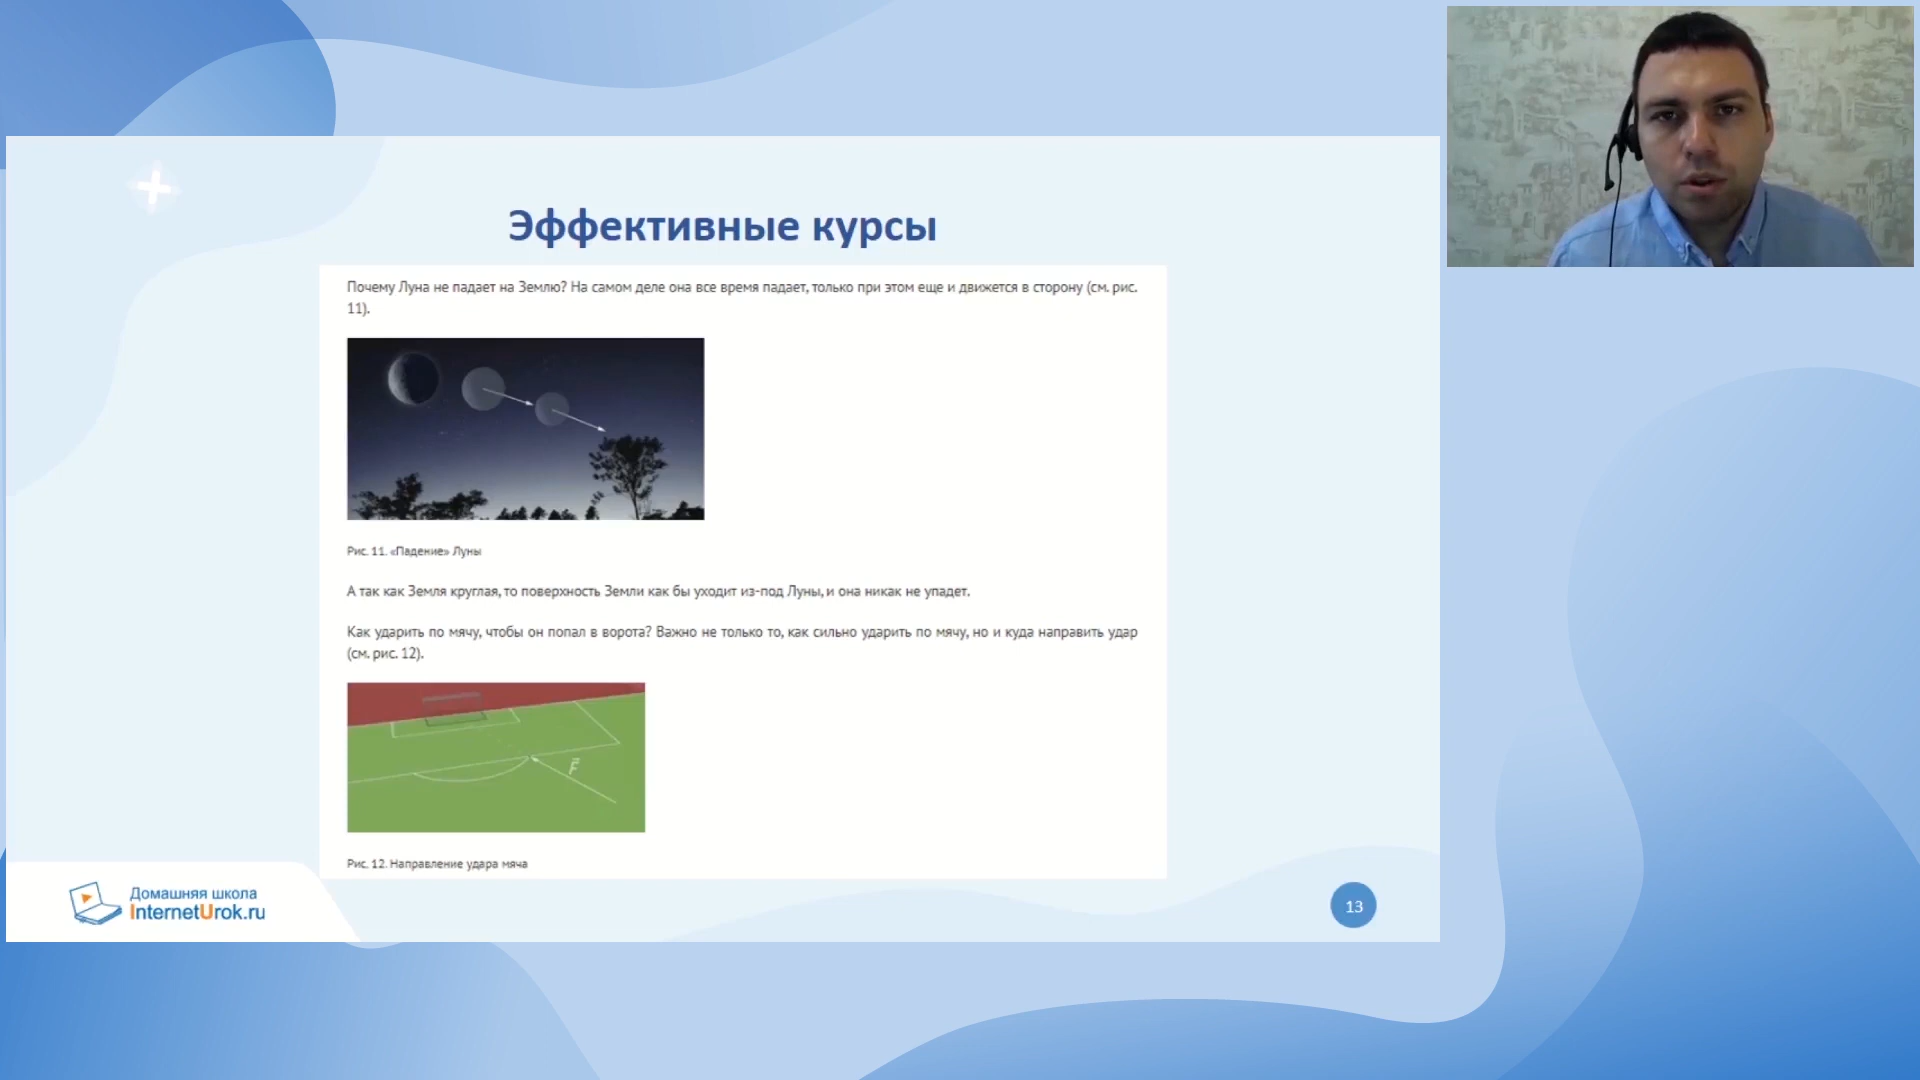 Эффективные курсы
Почему Луна не падает на Землю? На самом деле она все время падает, только при этом еще и движется в сторону (см. рис.
11).
Рис. 11. «Падение» Луны
А так как Земля круглая, то поверхность Земли как бы уходит из-под Луны, и она никак не упадет.
Как ударить по мячу, чтобы он попал в ворота? Важно не только то, как сильно ударить по мячу, но и куда направить удар
(см. рис. 12).
F
Рис. 12. Направление удара мяча
Домашняя школа
InternetUrok.ru
13